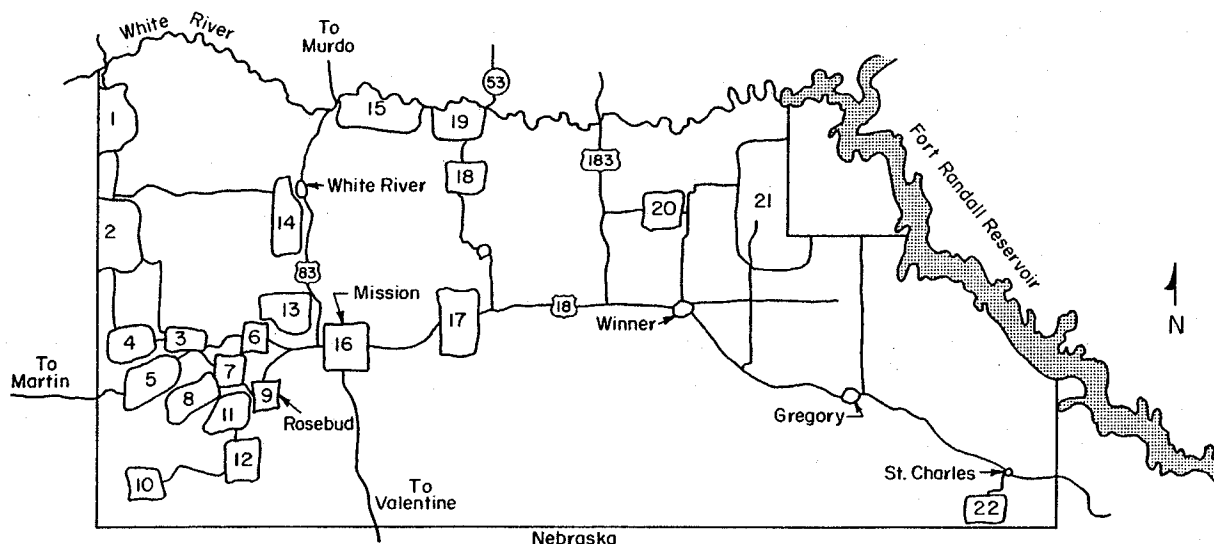 White River
To
Murdo
53
1
15
19
183
18
White River
14
20
21
Fort Randall Reservoir
2
83
Mission
13
17
18
Winner
N
4
3
6
16
To
Martin
5
7
8
9
11
Rosebud
Gregory
12
10
To
Valentine
St. Charles
22
Nebraska